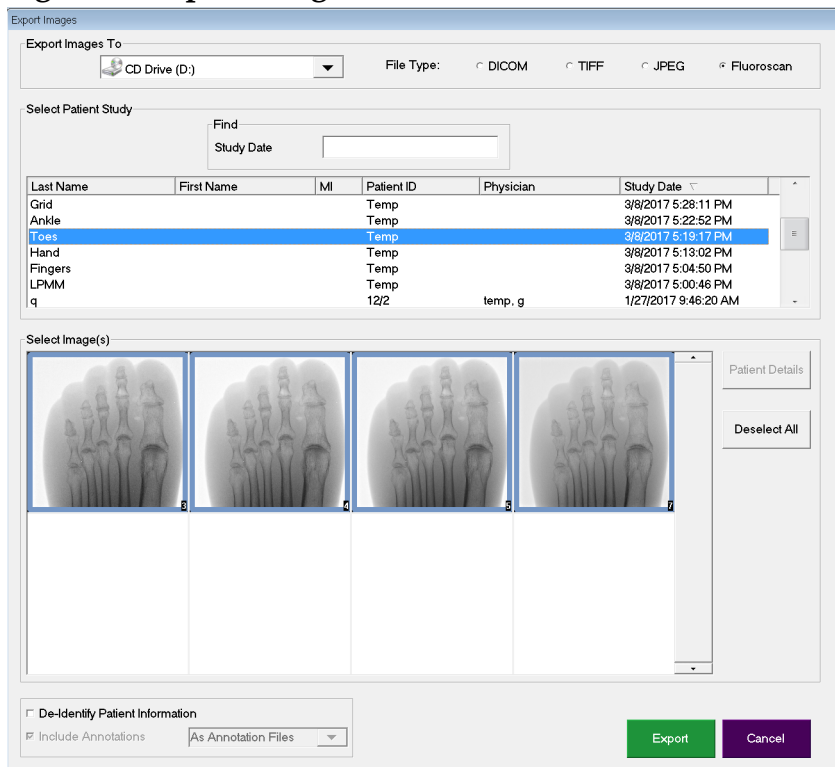 Export Images
Export Images To
CD Drive (D:)
File Type: DICOM TIFF JPEG Fluoroscan
Select Patient Study
Find
Study Date
Last Name First Name MI Patient ID Physician Study Date
Grid Temp 3/8/2017 5:28:11 PM
Ankle Temp 3/8/2017 5:22:52 PM
Toes Temp 3/8/2017 5:19:17 PM
Hand Temp 3/8/2017 5:13:02 PM
Fingers Temp 3/8/2017 5:04:50 PM
LPMM Temp 3/8/2017 5:00:46 PM
q 12/2 temp, g 1/27/2017 9:46:20 AM
Select Image(s)
Patient Details
Deselect All
3 4 5 7
De-Identify Patient Information
Include Annotations As Annotation Files
Export Cancel